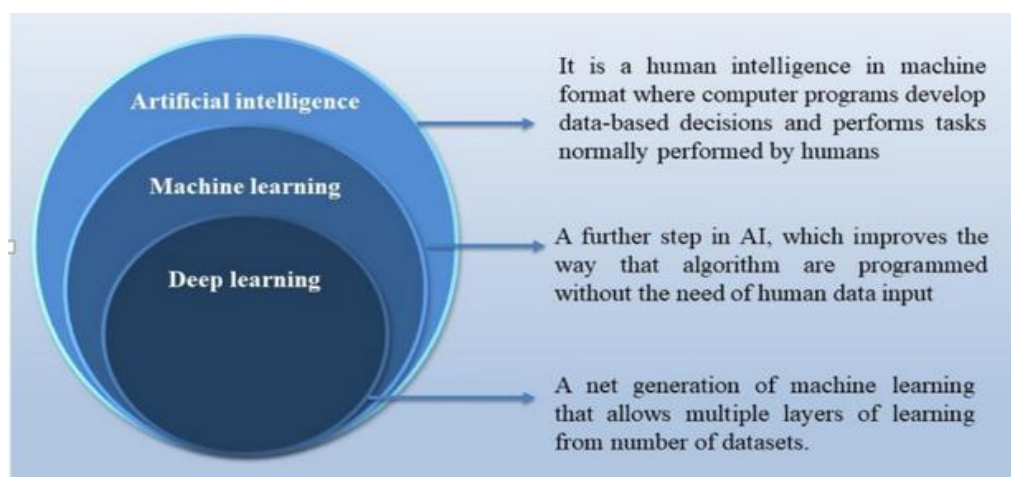 Artificial intelligence
Machine learning
Deep learning
It is a human intelligence in machine
format where computer programs develop
data-based decisions and performs tasks
normally performed by humans
A further step in AI, which improves the
way that algorithm are programmed
without the need of human data input
A net generation of machine learning
that allows multiple layers of learning
from number of datasets.